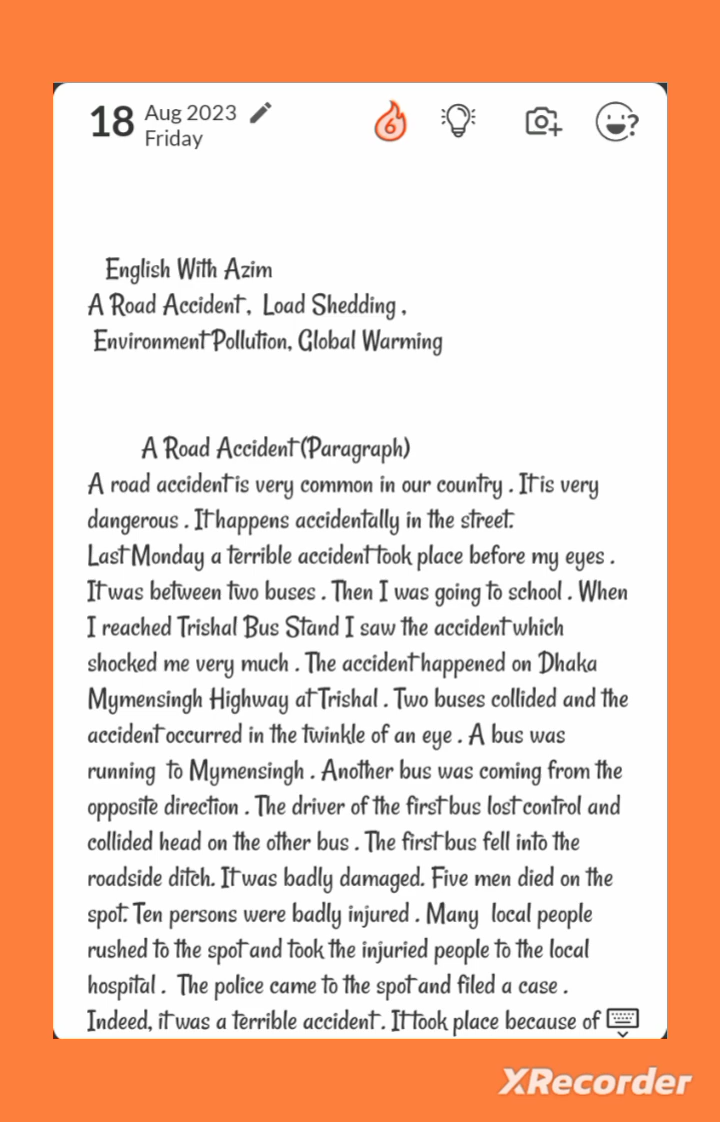 18 Aug 2023
Friday
6
?
English With Azim
A Road Accident, Load Shedding ,
Environment Pollution, Global Warming
A Road Accident (Paragraph)
A road accident is very common in our country . It is very
dangerous . It happens accidentally in the street.
Last Monday a terrible accident took place before my eyes .
It was between two buses . Then I was going to school . When
I reached Trishal Bus Stand I saw the accident which
shocked me very much . The accident happened on Dhaka
Mymensingh Highway at Trishal . Two buses collided and the
accident occurred in the twinkle of an eye . A bus was
running to Mymensingh . Another bus was coming from the
opposite direction . The driver of the first bus lost control and
collided head on the other bus . The first bus fell into the
roadside ditch. It was badly damaged. Five men died on the
spot. Ten persons were badly injured . Many local people
rushed to the spot and took the injuried people to the local
hospital . The police came to the spot and filed a case .
Indeed, it was a terrible accident . It took place because of
XRecorder